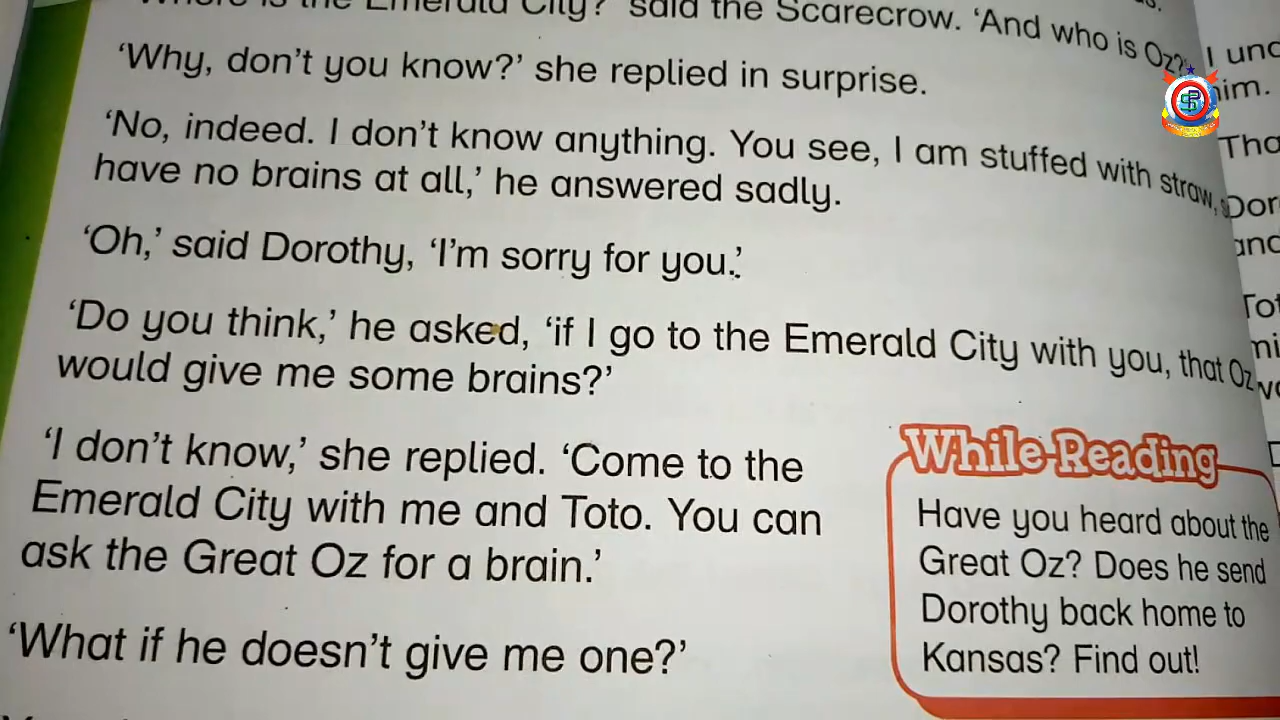 Where is the Emerald City?' said the Scarecrow. 'And who is Oz?'
'Why, don't you know?' she replied in surprise.
'No, indeed. I don't know anything. You see, I am stuffed with straw,
have no brains at all,' he answered sadly.
'Oh,' said Dorothy, 'I'm sorry for you.'
'Do you think,' he asked, 'if I go to the Emerald City with you, that Oz
would give me some brains?'
'I don't know,' she replied. 'Come to the
Emerald City with me and Toto. You can
ask the Great Oz for a brain.'
'What if he doesn't give me one?'
While-Reading
Have you heard about the
Great Oz? Does he send
Dorothy back home to
Kansas? Find out!
I